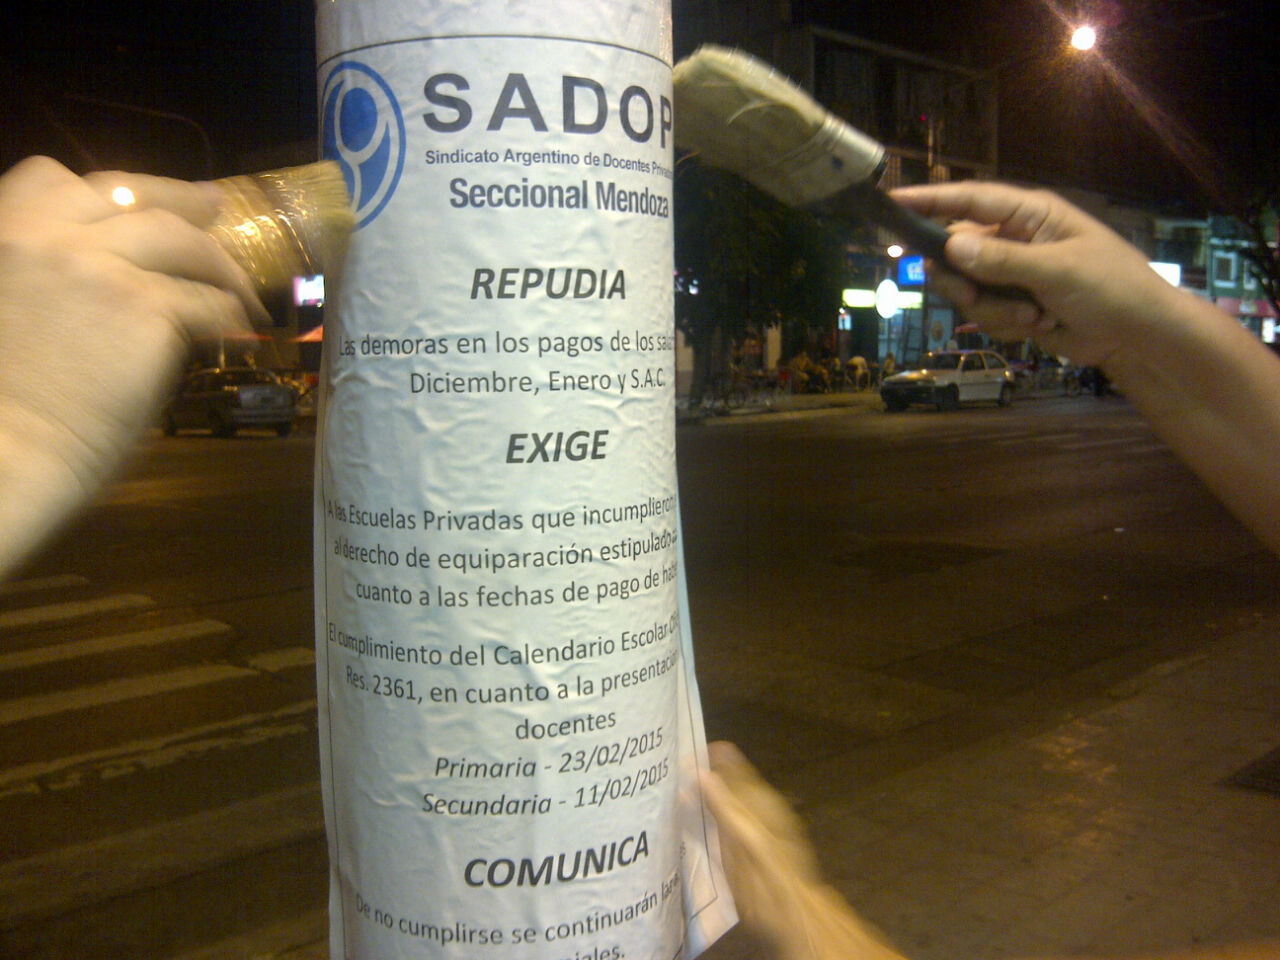 SADOP
Sindicato Argentino de Docentes
Seccional Mendoza
REPUDIA
Las demoras en los pagos de los
Diciembre, Enero y S.A.C.
EXIGE
A las Escuelas Privadas que incumplieron
al derecho de equiparación estipulado
cuanto a las fechas de pago de
El cumplimiento del Calendario Escolar
Res. 2361, en cuanto a la presentación
docentes
Primaria - 23/02/2015
Secundaria - 11/02/2015
COMUNICA
De no cumplirse se continuarán